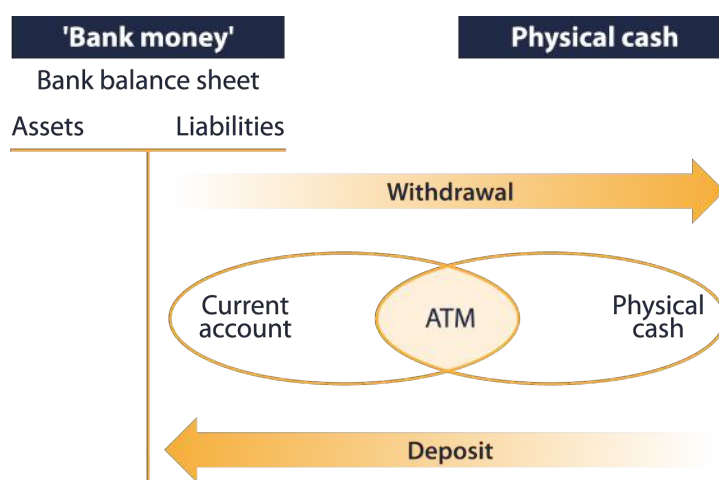 'Bank money'
Physical cash
Bank balance sheet
Assets
Liabilities
Withdrawal
Current
account
ATM
Physical
cash
Deposit